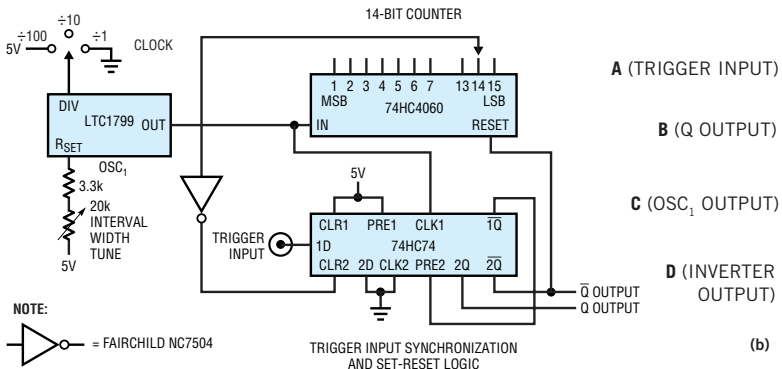 14-BIT COUNTER
÷10
÷100
÷1
5V
CLOCK
DIV
LTC1799
OUT
RSET
OSC1
3.3k
20k
INTERVAL
WIDTH
TUNE
5V
1 2 3 4 5 6 7 13 14 15
MSB LSB
74HC4060
IN RESET
5V
CLR1 PRE1 CLK1 1Q̅
TRIGGER
INPUT
1D
74HC74
CLR2 2D CLK2 PRE2 2Q 2Q̅
Q̅ OUTPUT
Q OUTPUT
TRIGGER INPUT SYNCHRONIZATION
AND SET-RESET LOGIC
NOTE:
= FAIRCHILD NC7504
A (TRIGGER INPUT)
B (Q OUTPUT)
C (OSC1 OUTPUT)
D (INVERTER
OUTPUT)
(b)